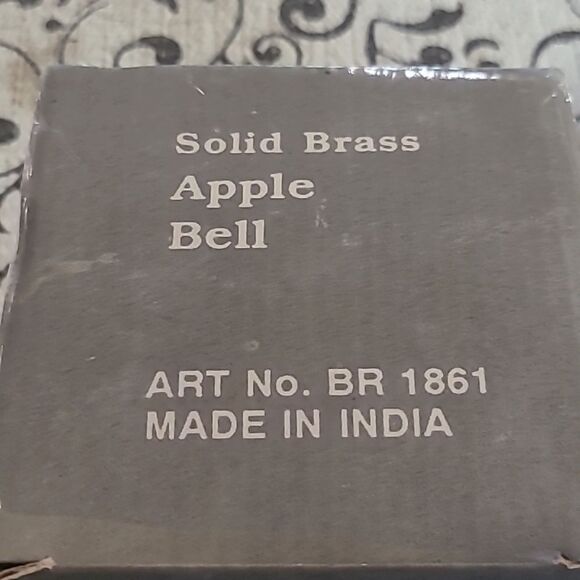 Solid Brass
Apple
Bell
ART No. BR 1861
MADE IN INDIA